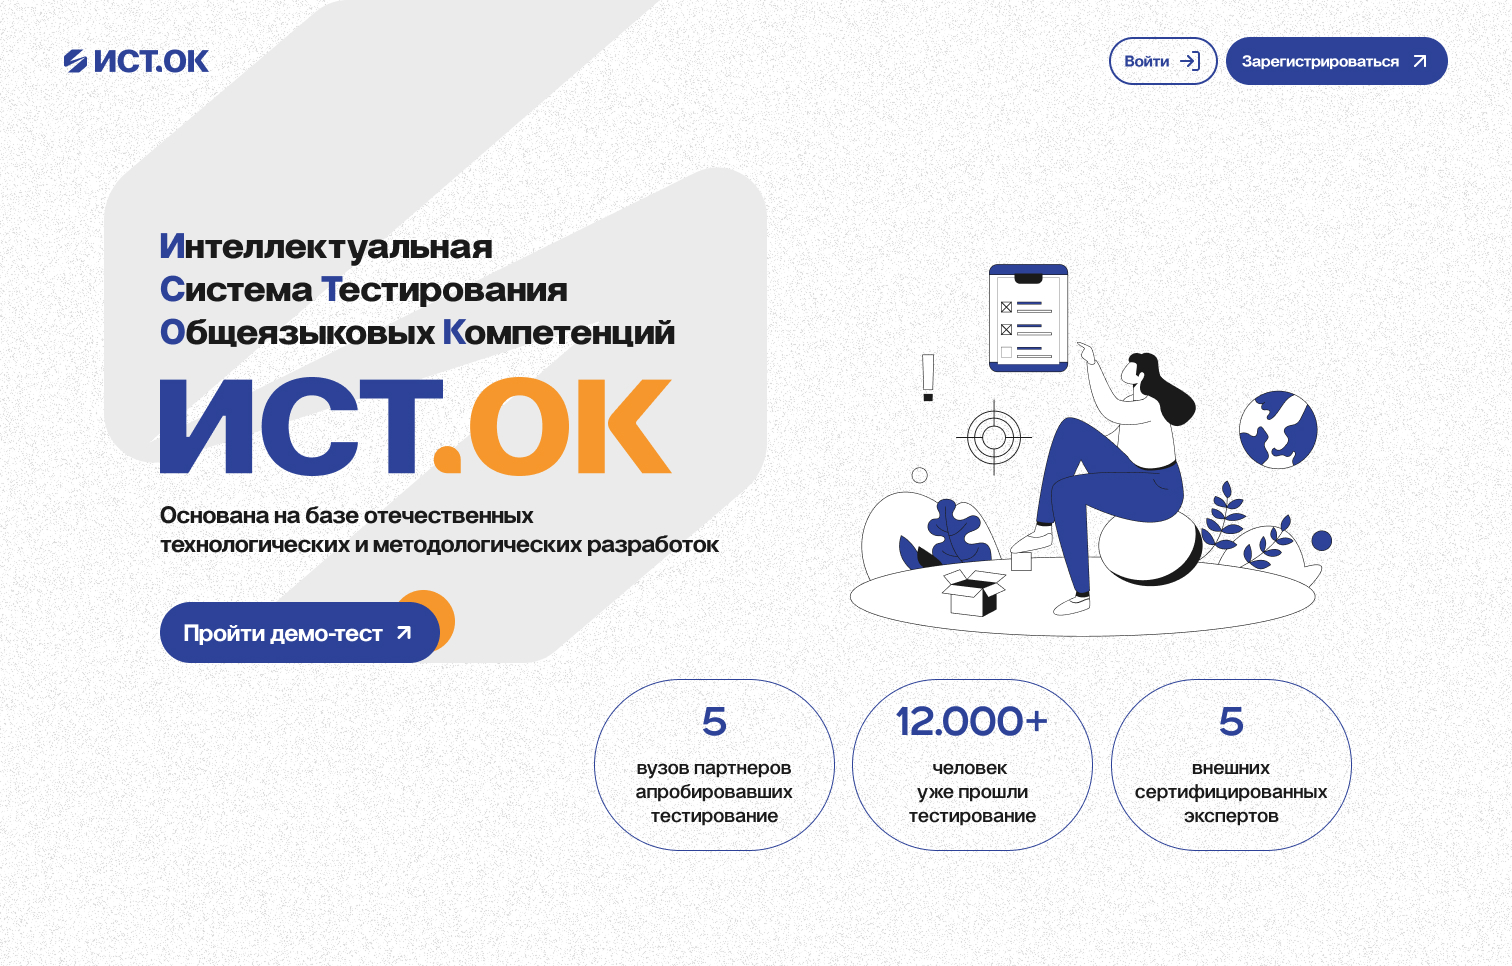 ИСТ.ОК
Войти
Зарегистрироваться
Интеллектуальная
Система Тестирования
Общеязыковых Компетенций
ИСТ.ОК
Основана на базе отечественных
технологических и методологических разработок
Пройти демо-тест
5
вузов партнеров
апробировавших
тестирование
12.000+
человек
уже прошли
тестирование
5
внешних
сертифицированных
экспертов